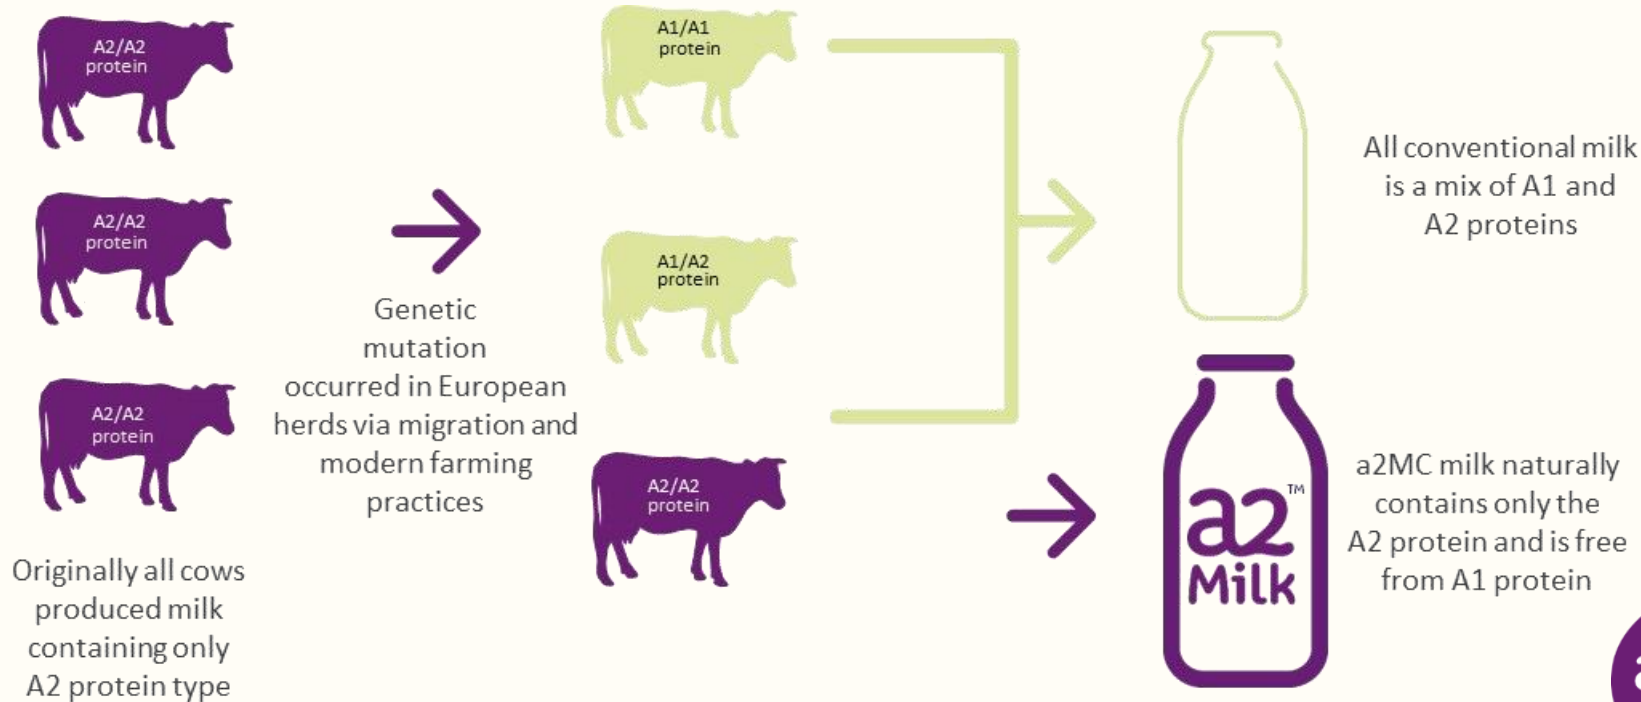 A2/A2
protein
A2/A2
protein
A2/A2
protein
Originally all cows
produced milk
containing only
A2 protein type
Genetic
mutation
occurred in European
herds via migration and
modern farming
practices
A1/A1
protein
A1/A2
protein
A2/A2
protein
All conventional milk
is a mix of A1 and
A2 proteins
a2™
Milk
a2MC milk naturally
contains only the
A2 protein and is free
from A1 protein